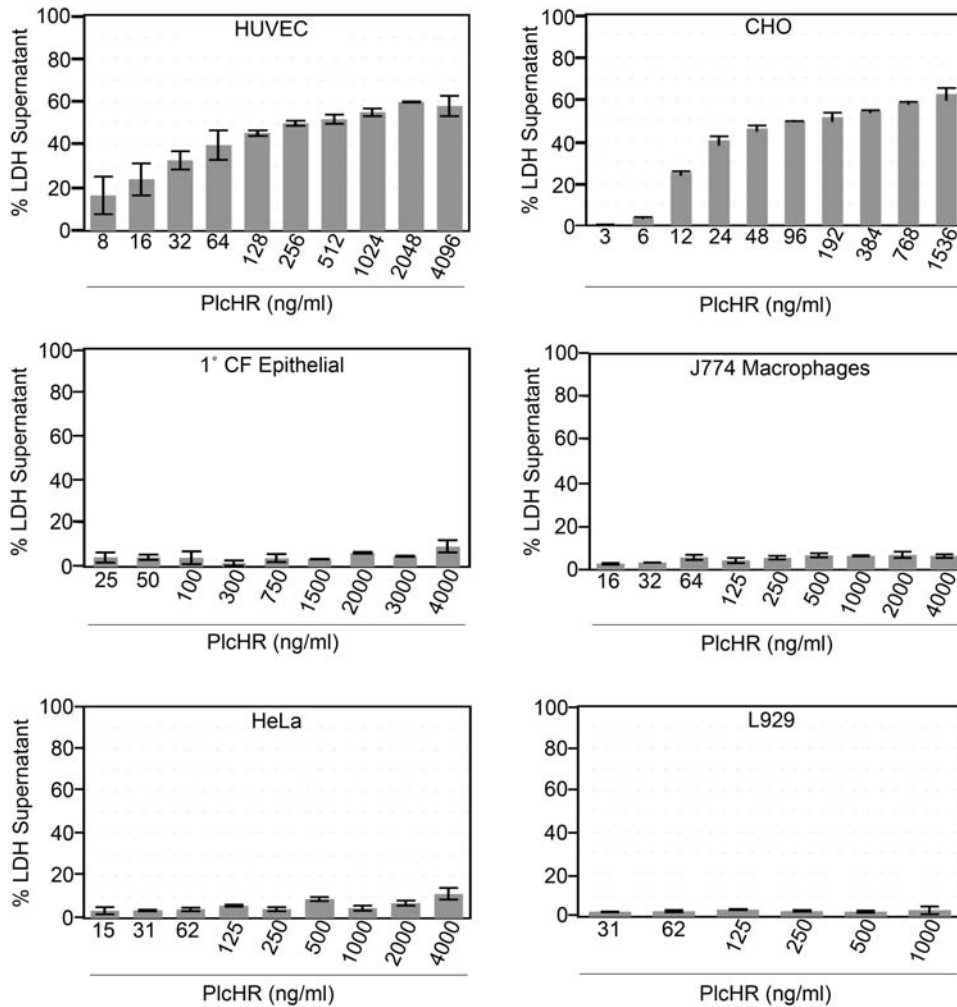 HUVEC
% LDH Supernatant
100
80
60
40
20
0
8 16 32 64 128 256 512 1024 2048 4096
PlcHR (ng/ml)
CHO
% LDH Supernatant
100
80
60
40
20
0
3 6 12 24 48 96 192 384 768 1536
PlcHR (ng/ml)
1° CF Epithelial
% LDH Supernatant
100
80
60
40
20
0
25 50 100 300 750 1500 2000 3000 4000
PlcHR (ng/ml)
J774 Macrophages
% LDH Supernatant
100
80
60
40
20
0
16 32 64 125 250 500 1000 2000 4000
PlcHR (ng/ml)
HeLa
% LDH Supernatant
100
80
60
40
20
0
15 31 62 125 250 500 1000 2000 4000
PlcHR (ng/ml)
L929
% LDH Supernatant
100
80
60
40
20
0
31 62 125 250 500 1000
PlcHR (ng/ml)